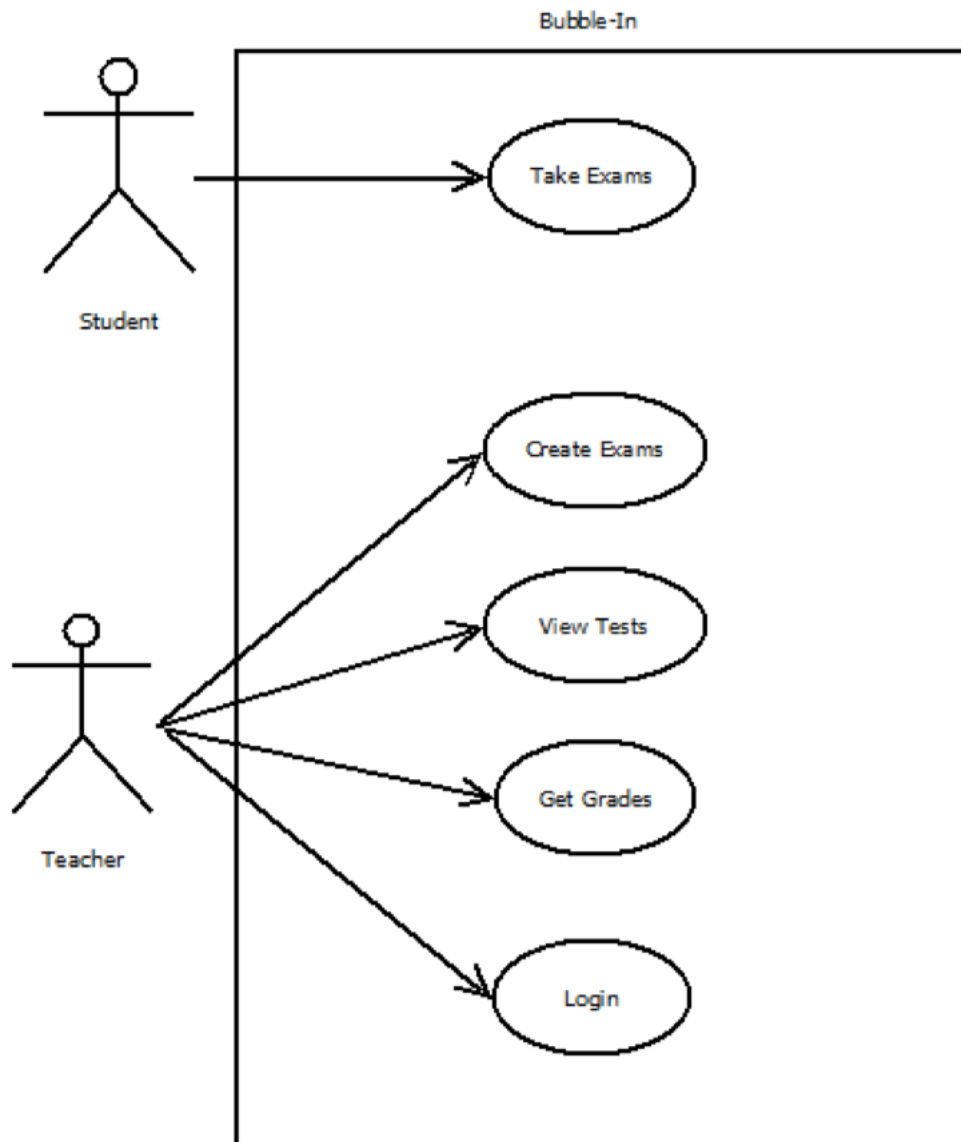 Bubble-In
Take Exams
Student
Create Exams
View Tests
Get Grades
Teacher
Login